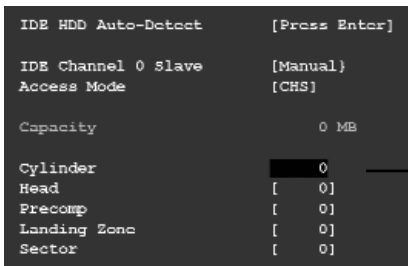 IDE HDD Auto-Detect [Press Enter]
IDE Channel 0 Slave [Manual}
Access Mode [CHS]
Capacity 0 MB
Cylinder 0
Head [ 0]
Precomp [ 0]
Landing Zone [ 0]
Sector [ 0]